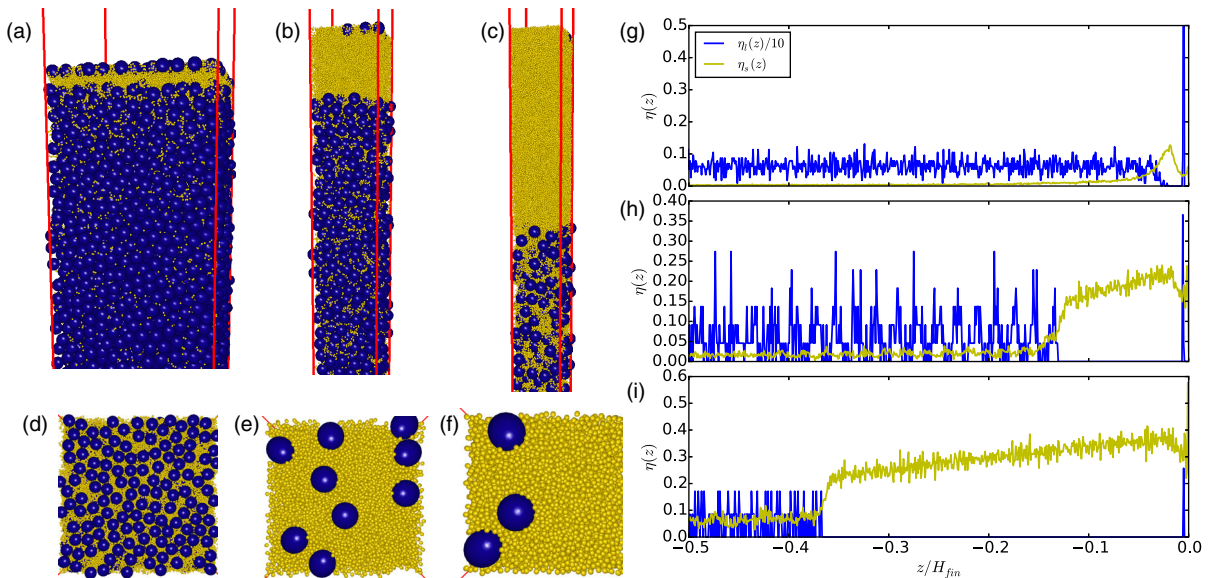 (a)
(b)
(c)
(d)
(e)
(f)
(g)
0.5
0.4
0.3
0.2
0.1
0.0
η(z)
η_l(z)/10
η_s(z)
(h)
0.40
0.35
0.30
0.25
0.20
0.15
0.10
0.05
0.00
η(z)
(i)
0.6
0.5
0.4
0.3
0.2
0.1
0.0
η(z)
−0.5
−0.4
−0.3
−0.2
−0.1
0.0
z/H_fin